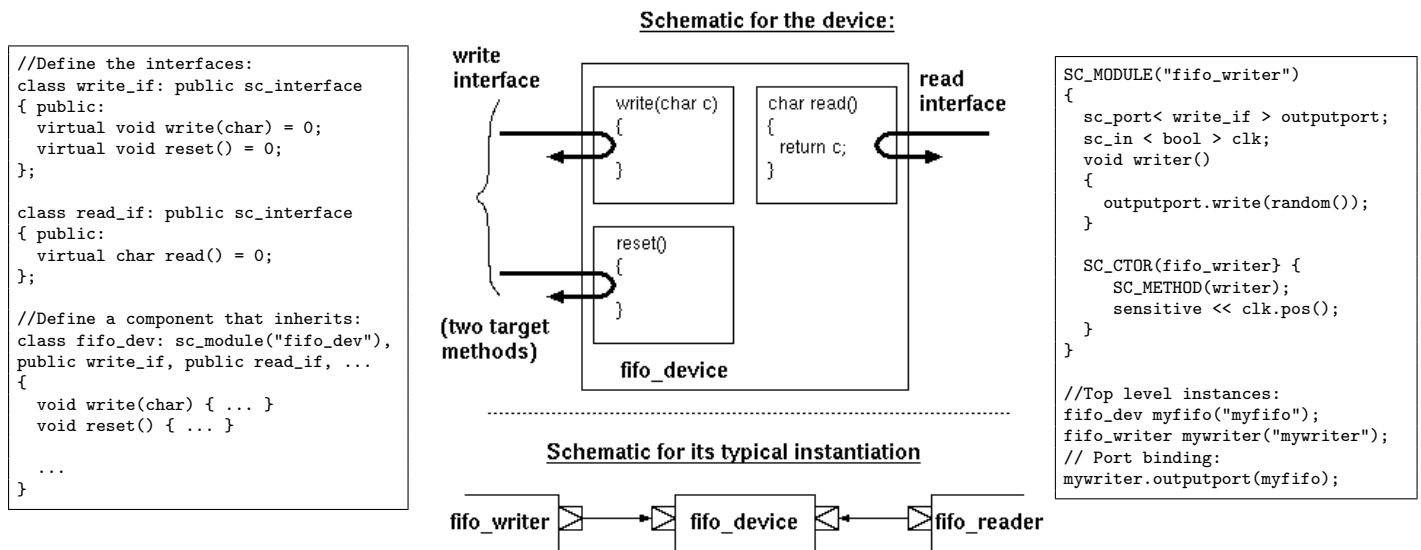 //Define the interfaces:
class write_if: public sc_interface
{ public:
  virtual void write(char) = 0;
  virtual void reset() = 0;
};

class read_if: public sc_interface
{ public:
  virtual char read() = 0;
};

//Define a component that inherits:
class fifo_dev: sc_module("fifo_dev"),
public write_if, public read_if, ...
{
  void write(char) { ... }
  void reset() { ... }

  ...
}
Schematic for the device:
write
interface
write(char c)
{
}
char read()
{
  return c;
}
read
interface
reset()
{
}
(two target
methods)
fifo_device
Schematic for its typical instantiation
fifo_writer
fifo_device
fifo_reader
SC_MODULE("fifo_writer")
{
  sc_port< write_if > outputport;
  sc_in < bool > clk;
  void writer()
  {
    outputport.write(random());
  }

  SC_CTOR(fifo_writer} {
     SC_METHOD(writer);
     sensitive << clk.pos();
  }
}

//Top level instances:
fifo_dev myfifo("myfifo");
fifo_writer mywriter("mywriter");
// Port binding:
mywriter.outputport(myfifo);